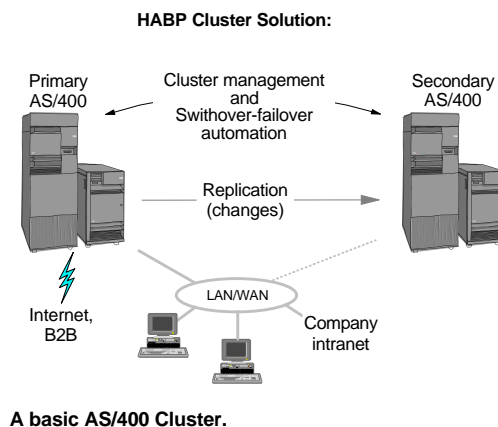 HABP Cluster Solution:
Primary
AS/400
Cluster management
and
Swithover-failover
automation
Secondary
AS/400
Replication
(changes)
LAN/WAN
Internet,
B2B
Company
intranet
A basic AS/400 Cluster.